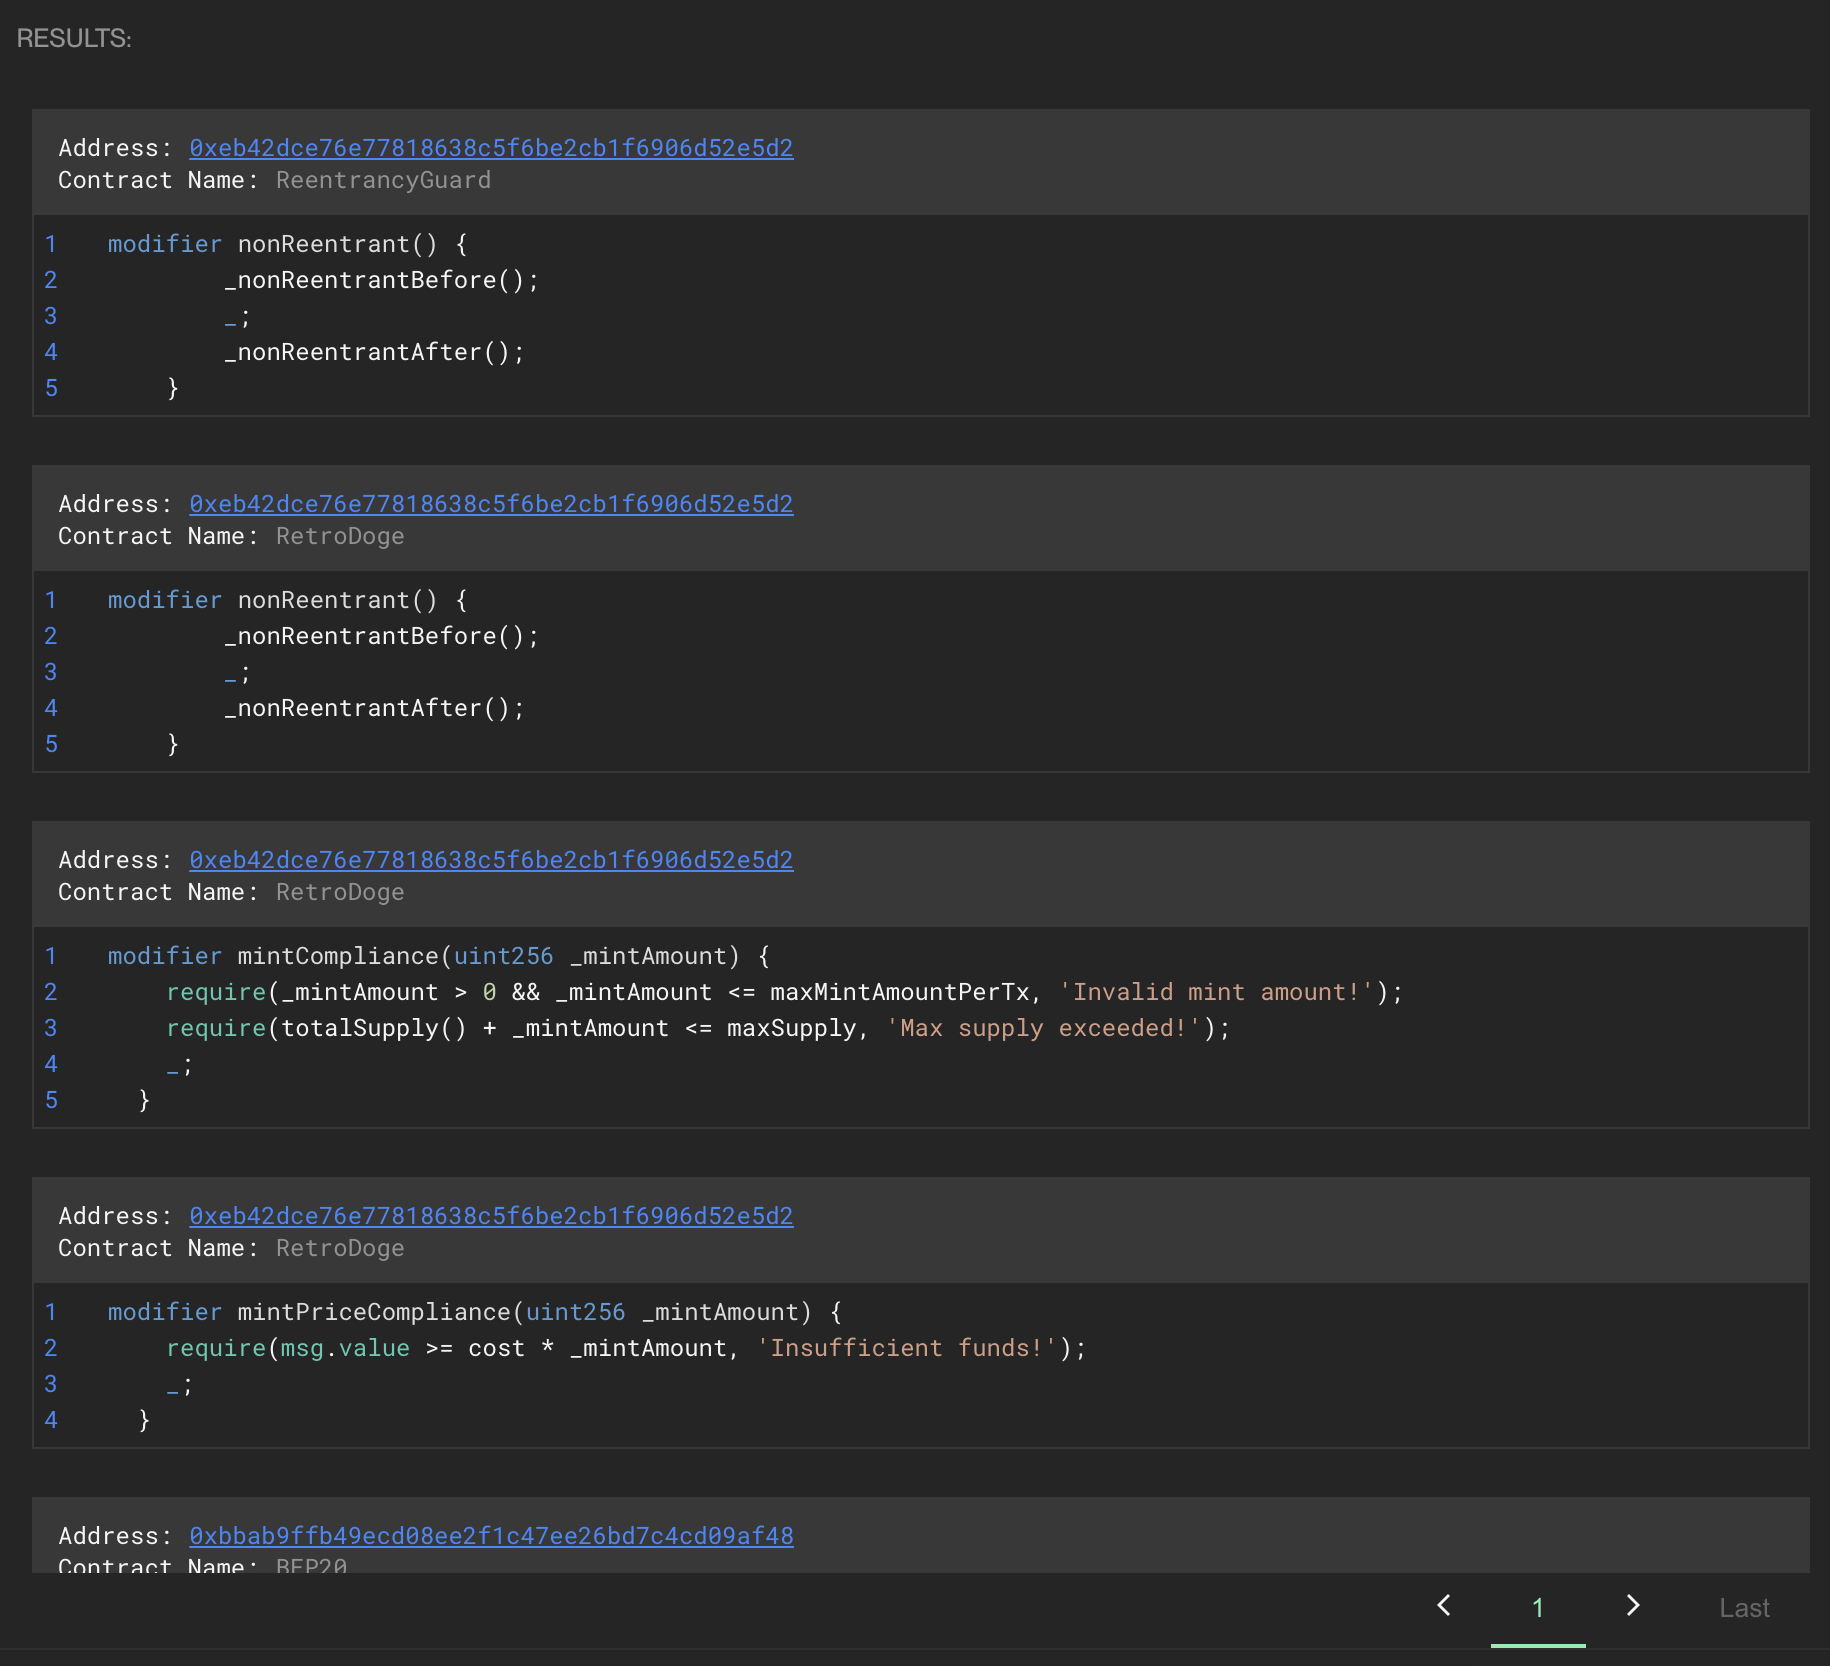 RESULTS:
Address: 0xeb42dce76e77818638c5f6be2cb1f6906d52e5d2
Contract Name: ReentrancyGuard
1 modifier nonReentrant() {
2 _nonReentrantBefore();
3 _;
4 _nonReentrantAfter();
5 }
Address: 0xeb42dce76e77818638c5f6be2cb1f6906d52e5d2
Contract Name: RetroDoge
1 modifier nonReentrant() {
2 _nonReentrantBefore();
3 _;
4 _nonReentrantAfter();
5 }
Address: 0xeb42dce76e77818638c5f6be2cb1f6906d52e5d2
Contract Name: RetroDoge
1 modifier mintCompliance(uint256 _mintAmount) {
2 require(_mintAmount > 0 && _mintAmount <= maxMintAmountPerTx, 'Invalid mint amount!');
3 require(totalSupply() + _mintAmount <= maxSupply, 'Max supply exceeded!');
4 _;
5 }
Address: 0xeb42dce76e77818638c5f6be2cb1f6906d52e5d2
Contract Name: RetroDoge
1 modifier mintPriceCompliance(uint256 _mintAmount) {
2 require(msg.value >= cost * _mintAmount, 'Insufficient funds!');
3 _;
4 }
Address: 0xbbab9ffb49ecd08ee2f1c47ee26bd7c4cd09af48
Contract Name: BEP20
1 Last